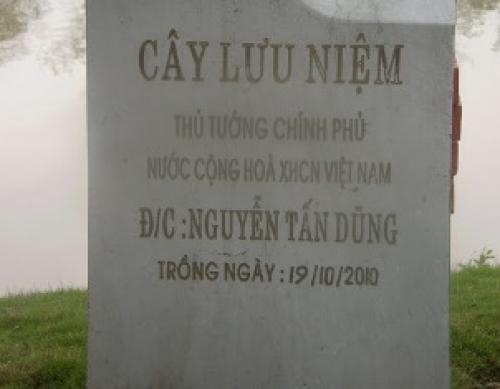 CÂY LƯU NIỆM
THỦ TƯỚNG CHÍNH PHỦ
NƯỚC CỘNG HOÀ XHCN VIỆT NAM
Đ/C : NGUYỄN TẤN DŨNG
TRỒNG NGÀY : 19/10/2010